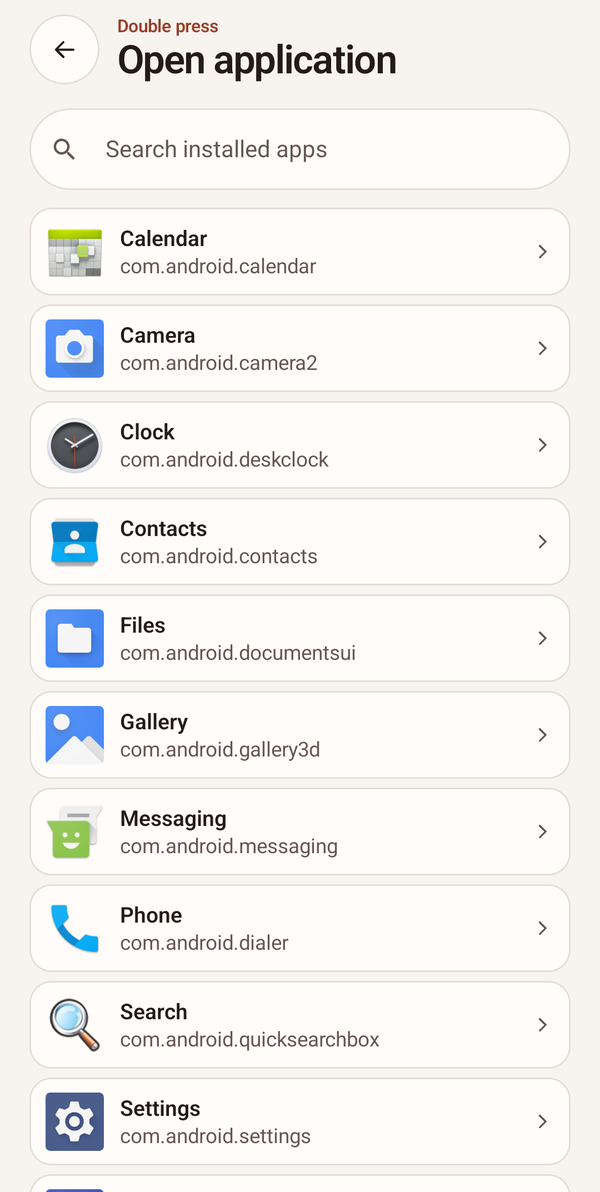 Double press
Open application
Search installed apps
Calendar
com.android.calendar
Camera
com.android.camera2
Clock
com.android.deskclock
Contacts
com.android.contacts
Files
com.android.documentsui
Gallery
com.android.gallery3d
Messaging
com.android.messaging
Phone
com.android.dialer
Search
com.android.quicksearchbox
Settings
com.android.settings